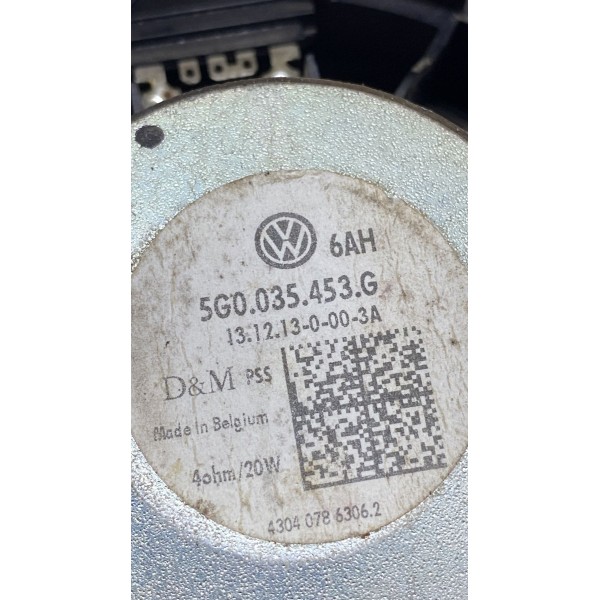 6AH
5G0.035.453.G
13.12.13-0-00-3A
D&M PSS
Made in Belgium
4ohm/20W
4304 078 6306.2